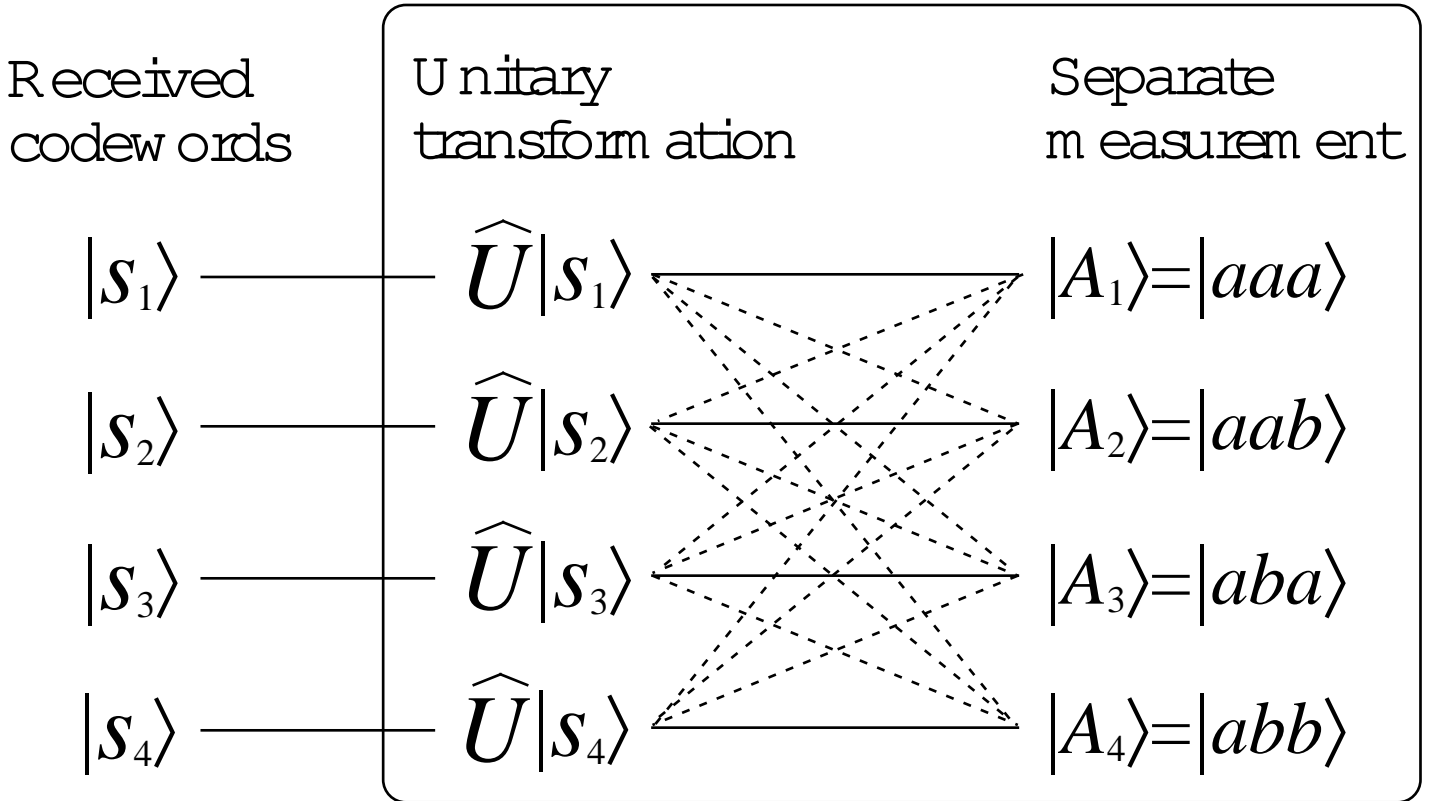 Received
codewords
Unitary
transformation
Separate
measurement
|s₁⟩ Û|s₁⟩ |A₁⟩=|aaa⟩
|s₂⟩ Û|s₂⟩ |A₂⟩=|aab⟩
|s₃⟩ Û|s₃⟩ |A₃⟩=|aba⟩
|s₄⟩ Û|s₄⟩ |A₄⟩=|abb⟩